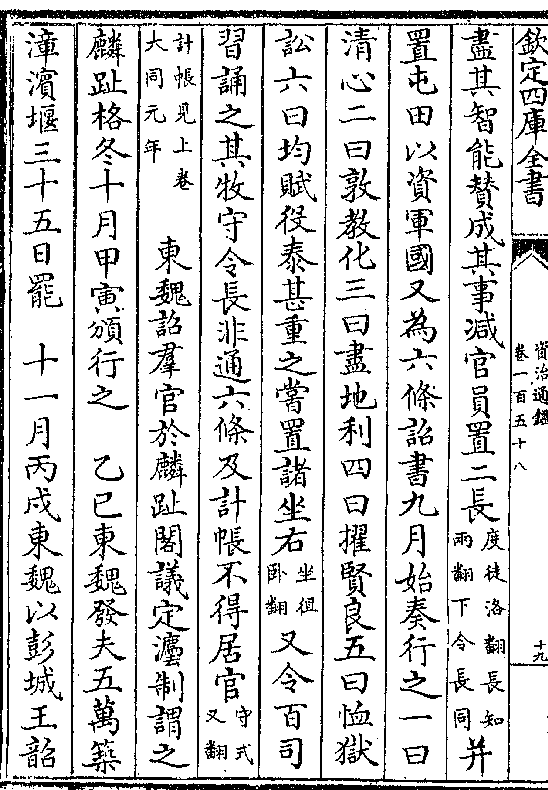 欽定四庫全書
資治通鑑
卷一百五十八
十九
盡其智能賛成其事減官員置二長度徒洛翻長知兩翻下令長同并
置屯田以資軍國又為六條詔書九月始奏行之一曰
清心二曰敦教化三曰盡地利四曰擢賢良五曰恤獄
訟六曰均賦役泰甚重之甞置諸坐右坐徂卧翻又令百司
習誦之其牧守令長非通六條及計帳不得居官守式又翻
計帳見上卷大同元年 東魏詔羣官於麟趾閣議定灋制謂之
麟趾格冬十月甲寅頒行之 乙巳東魏發夫五萬築
漳濱堰三十五日罷 十一月丙戌東魏以彭城王韶